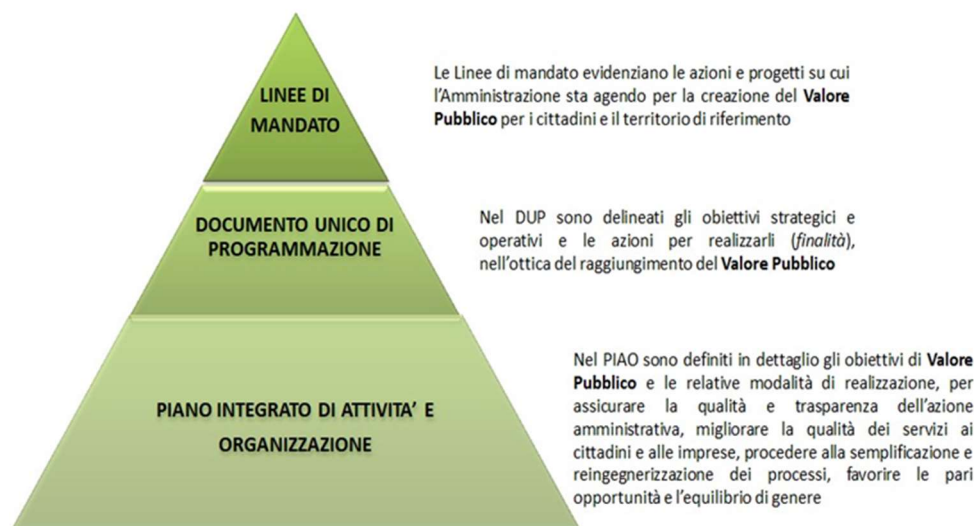 LINEE DI
MANDATO
Le Linee di mandato evidenziano le azioni e progetti su cui
l’Amministrazione sta agendo per la creazione del Valore
Pubblico per i cittadini e il territorio di riferimento
DOCUMENTO UNICO DI
PROGRAMMAZIONE
Nel DUP sono delineati gli obiettivi strategici e
operativi e le azioni per realizzarli (finalità),
nell’ottica del raggiungimento del Valore Pubblico
PIANO INTEGRATO DI ATTIVITA’ E
ORGANIZZAZIONE
Nel PIAO sono definiti in dettaglio gli obiettivi di Valore
Pubblico e le relative modalità di realizzazione, per
assicurare la qualità e trasparenza dell’azione
amministrativa, migliorare la qualità dei servizi ai
cittadini e alle imprese, procedere alla semplificazione e
reingegnerizzazione dei processi, favorire le pari
opportunità e l’equilibrio di genere